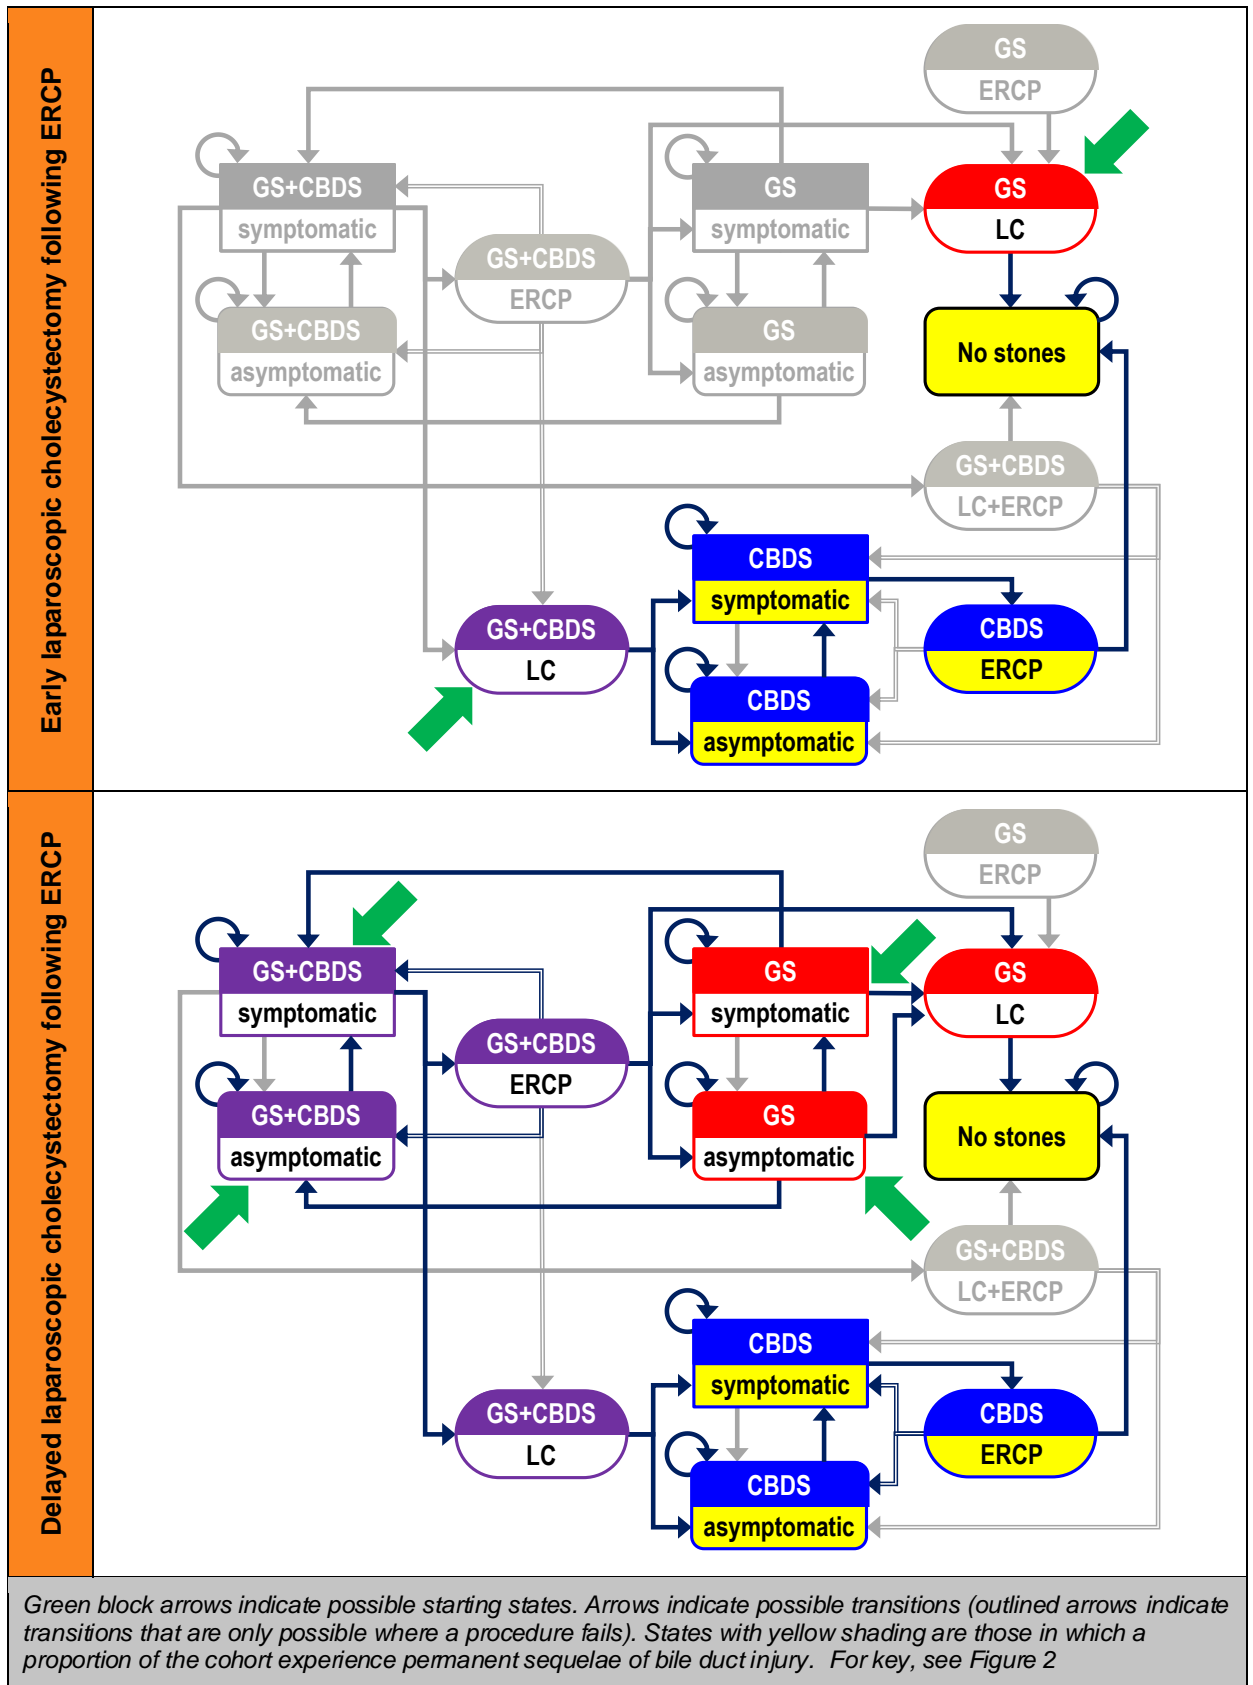 Early laparoscopic cholecystectomy following ERCP
GS
ERCP
GS+CBDS
symptomatic
GS
symptomatic
GS
LC
GS+CBDS
ERCP
GS+CBDS
asymptomatic
GS
asymptomatic
No stones
GS+CBDS
LC+ERCP
CBDS
symptomatic
GS+CBDS
LC
CBDS
ERCP
CBDS
asymptomatic
Delayed laparoscopic cholecystectomy following ERCP
GS
ERCP
GS+CBDS
symptomatic
GS
symptomatic
GS
LC
GS+CBDS
ERCP
GS+CBDS
asymptomatic
GS
asymptomatic
No stones
GS+CBDS
LC+ERCP
CBDS
symptomatic
GS+CBDS
LC
CBDS
ERCP
CBDS
asymptomatic
Green block arrows indicate possible starting states. Arrows indicate possible transitions (outlined arrows indicate
transitions that are only possible where a procedure fails). States with yellow shading are those in which a
proportion of the cohort experience permanent sequelae of bile duct injury. For key, see Figure 2